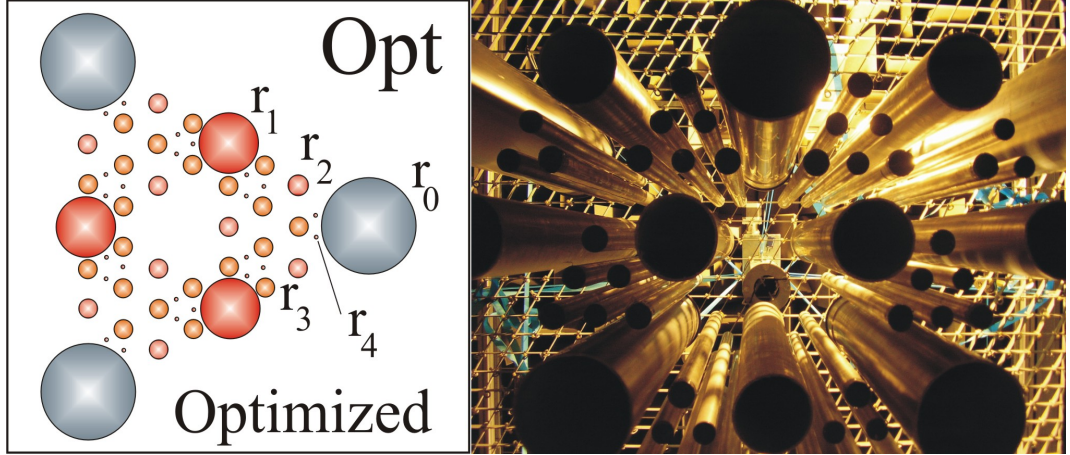 Opt
r₁
r₂
r₀
r₃
r₄
Optimized